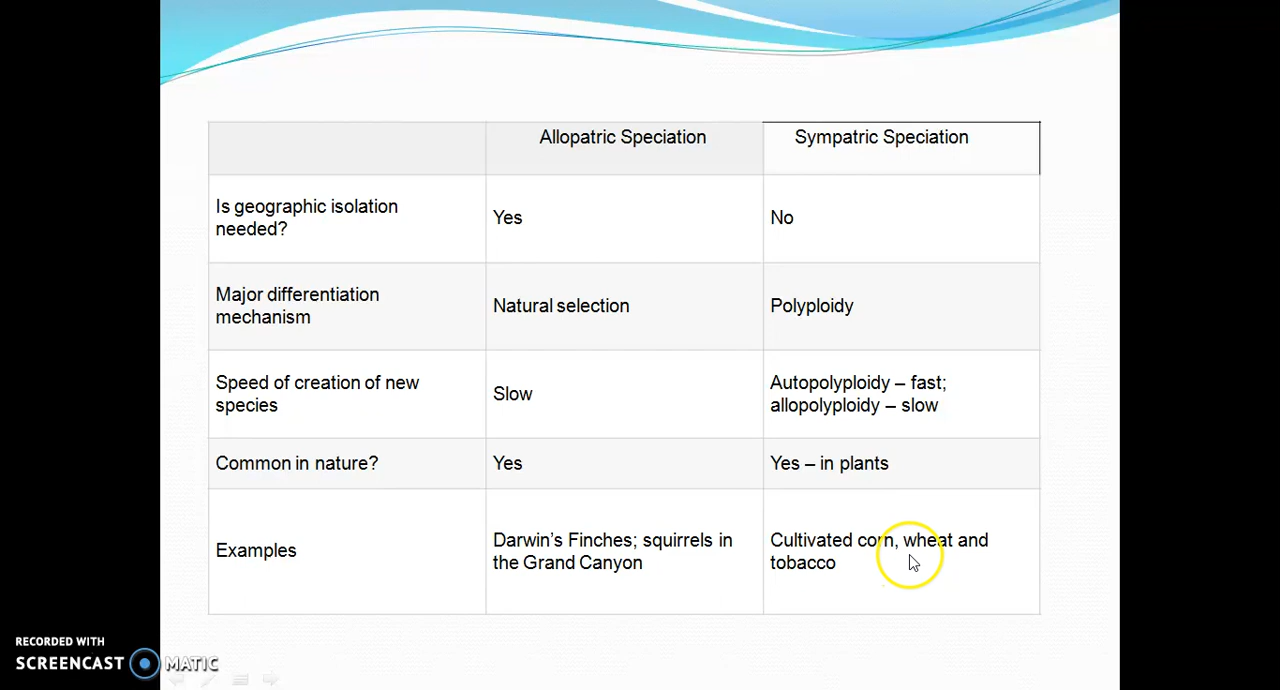 Allopatric Speciation
Sympatric Speciation
Is geographic isolation
needed?
Yes
No
Major differentiation
mechanism
Natural selection
Polyploidy
Speed of creation of new
species
Slow
Autopolyploidy – fast;
allopolyploidy – slow
Common in nature?
Yes
Yes – in plants
Examples
Darwin's Finches; squirrels in
the Grand Canyon
Cultivated corn, wheat and
tobacco
RECORDED WITH
SCREENCAST MATIC